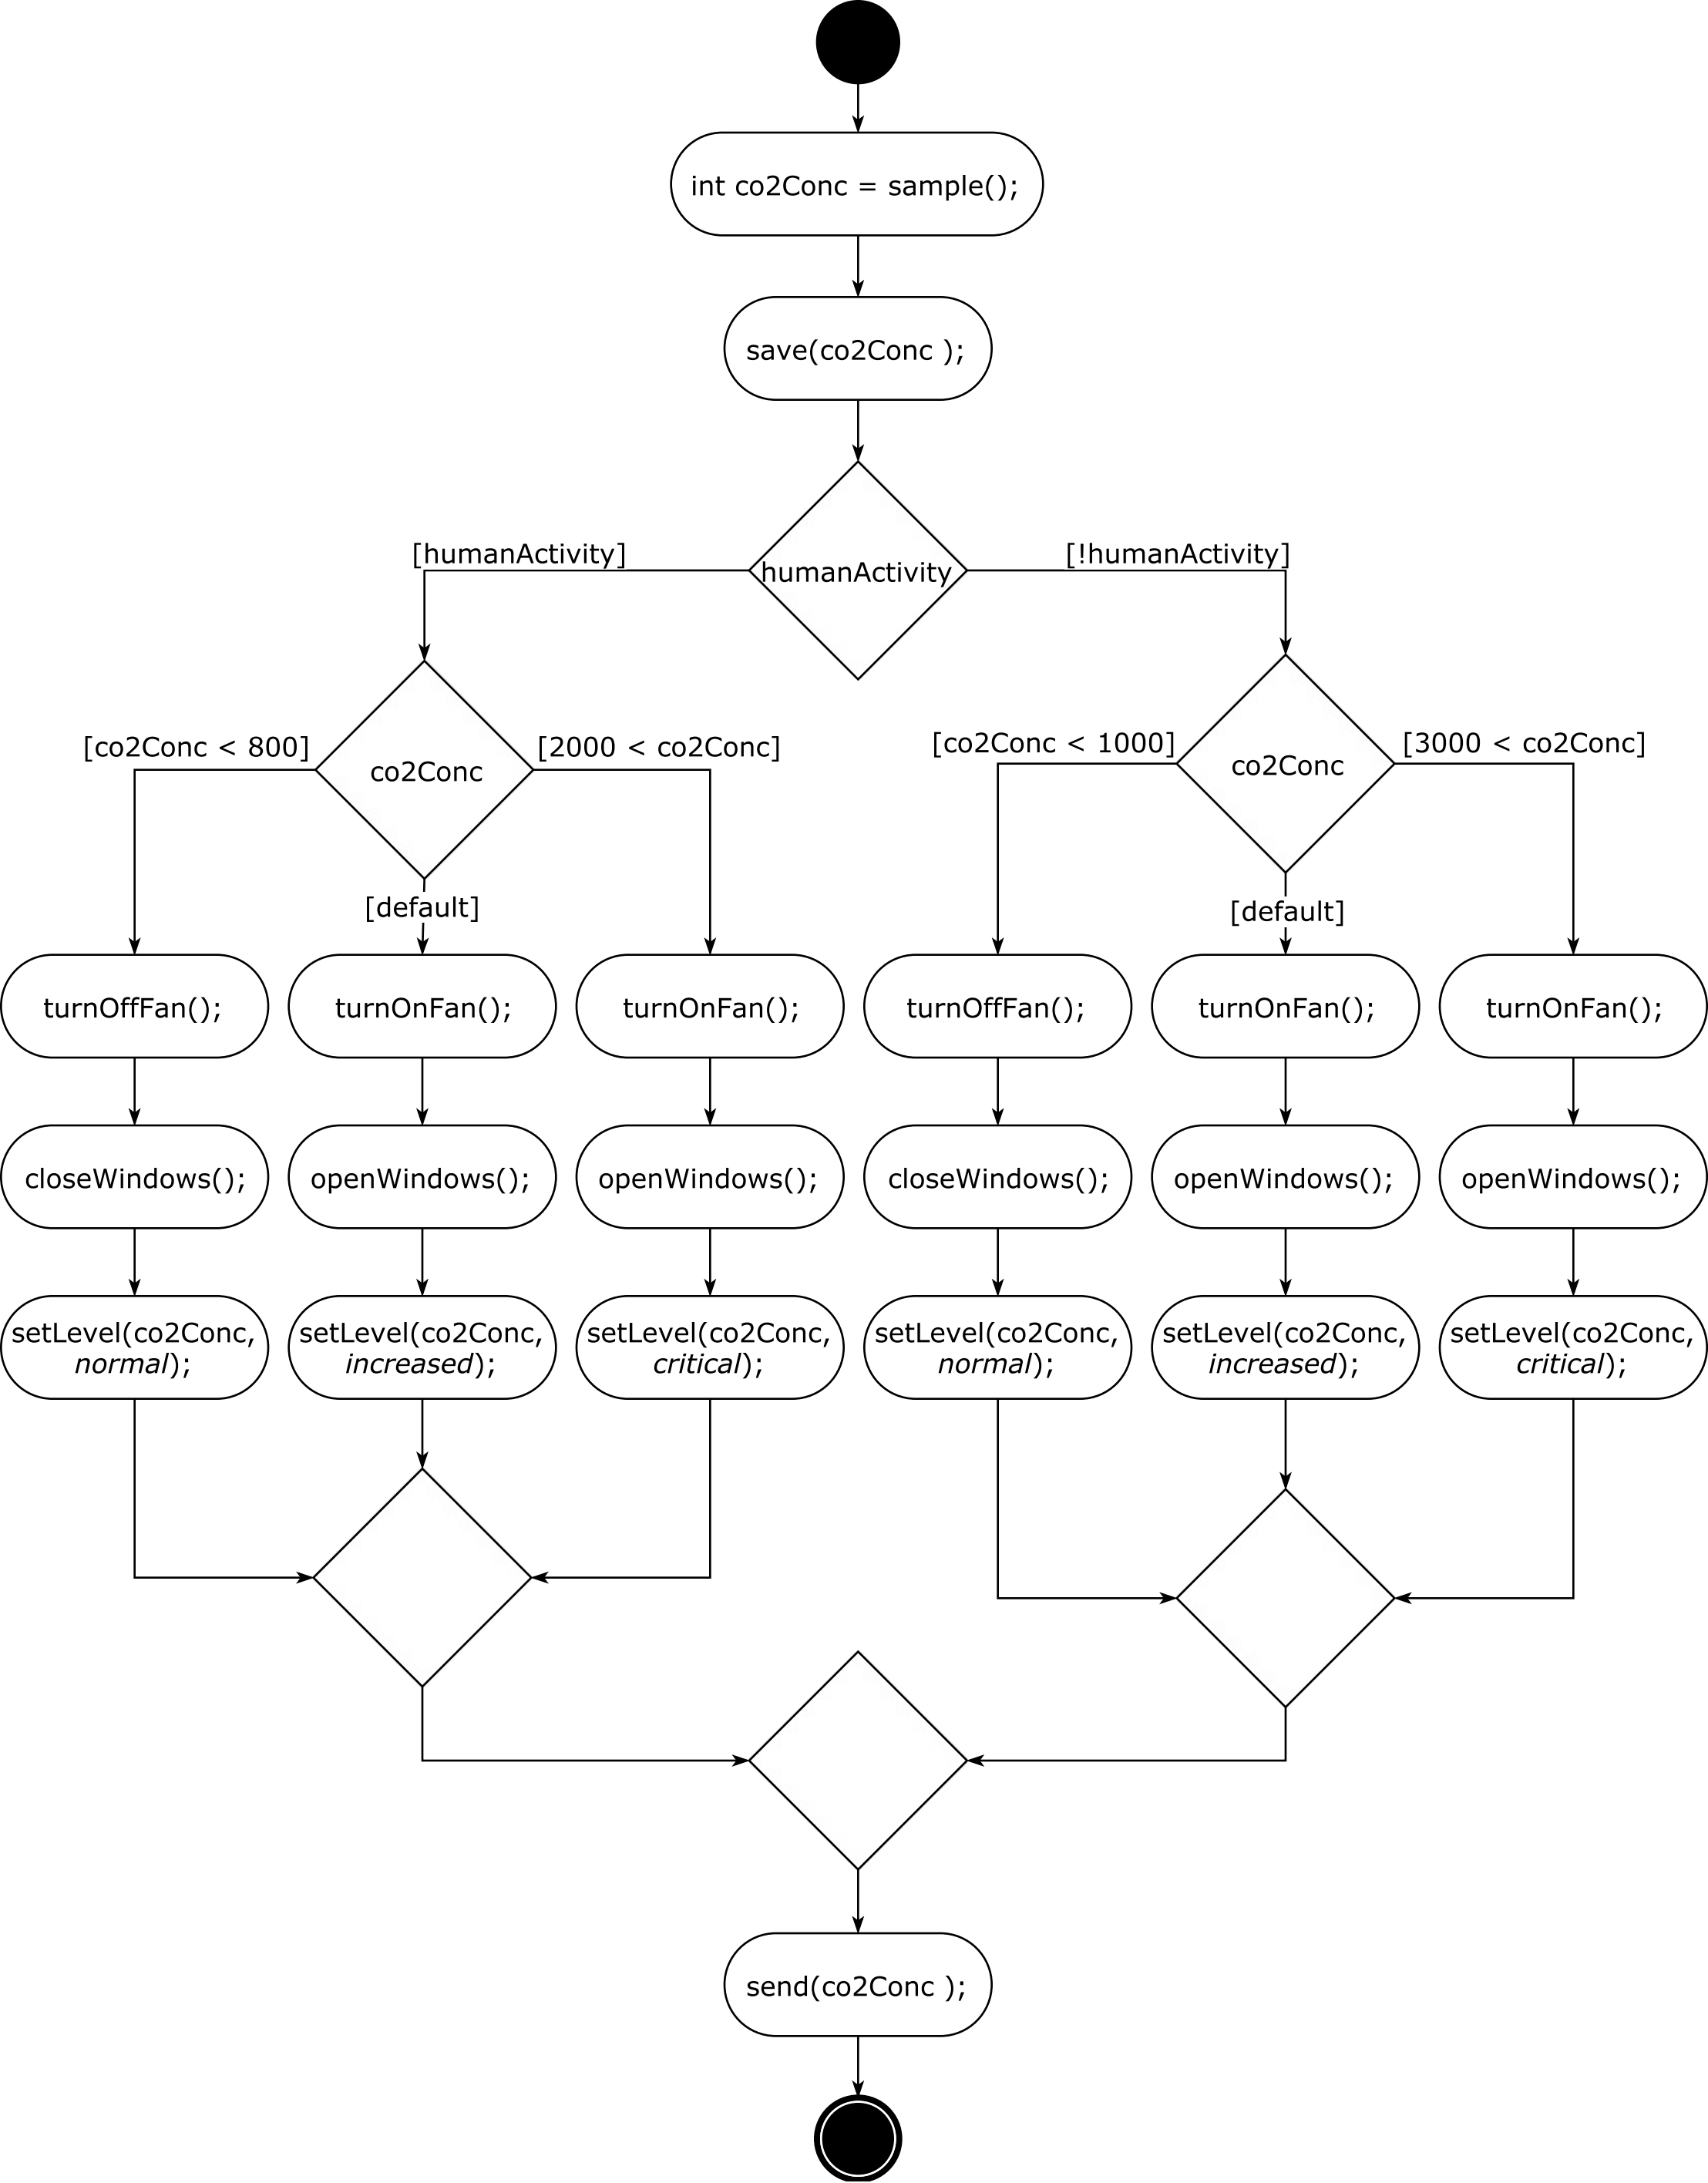 int co2Conc = sample();
save(co2Conc );
[humanActivity]
[!humanActivity]
humanActivity
[co2Conc < 800]
[2000 < co2Conc]
[co2Conc < 1000]
[3000 < co2Conc]
co2Conc
co2Conc
[default]
[default]
turnOffFan();
turnOnFan();
turnOnFan();
turnOffFan();
turnOnFan();
turnOnFan();
closeWindows();
openWindows();
openWindows();
closeWindows();
openWindows();
openWindows();
setLevel(co2Conc,
normal);
setLevel(co2Conc,
increased);
setLevel(co2Conc,
critical);
setLevel(co2Conc,
normal);
setLevel(co2Conc,
increased);
setLevel(co2Conc,
critical);
send(co2Conc );